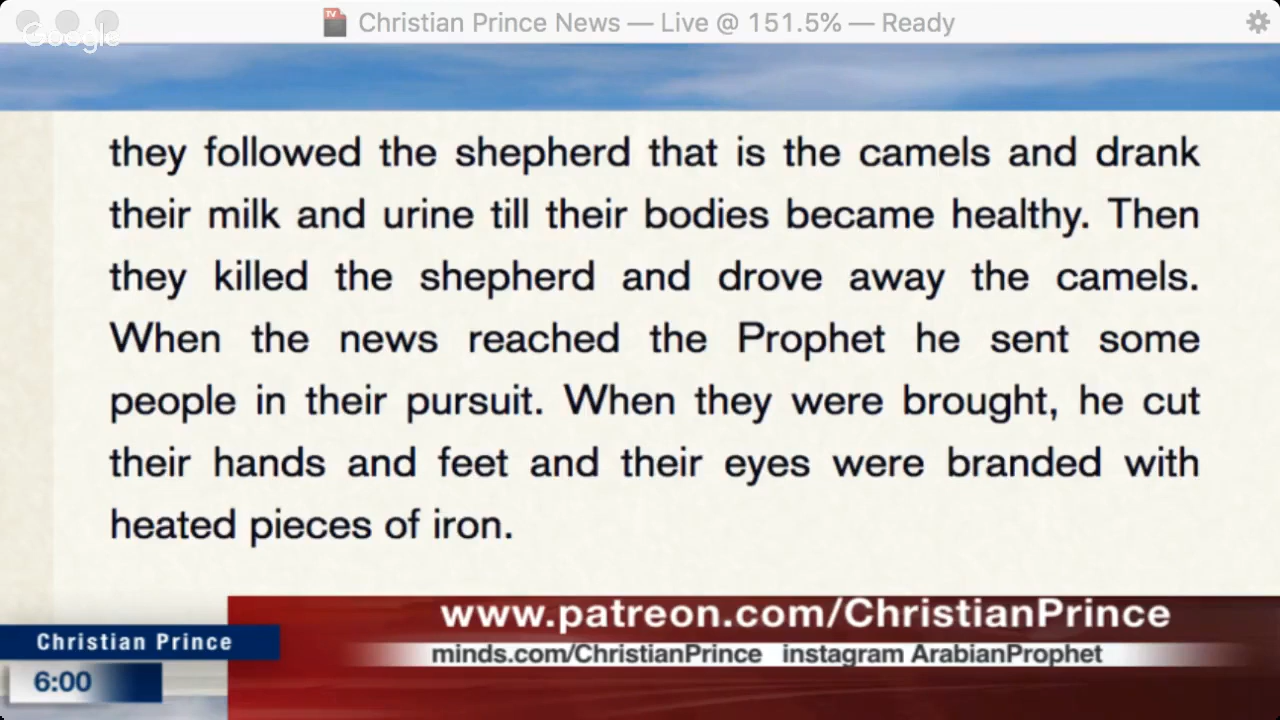 Christian Prince News — Live @ 151.5% — Ready
Google
TV
they followed the shepherd that is the camels and drank
their milk and urine till their bodies became healthy. Then
they killed the shepherd and drove away the camels.
When the news reached the Prophet he sent some
people in their pursuit. When they were brought, he cut
their hands and feet and their eyes were branded with
heated pieces of iron.
www.patreon.com/ChristianPrince
Christian Prince
minds.com/ChristianPrince instagram ArabianProphet
6:00